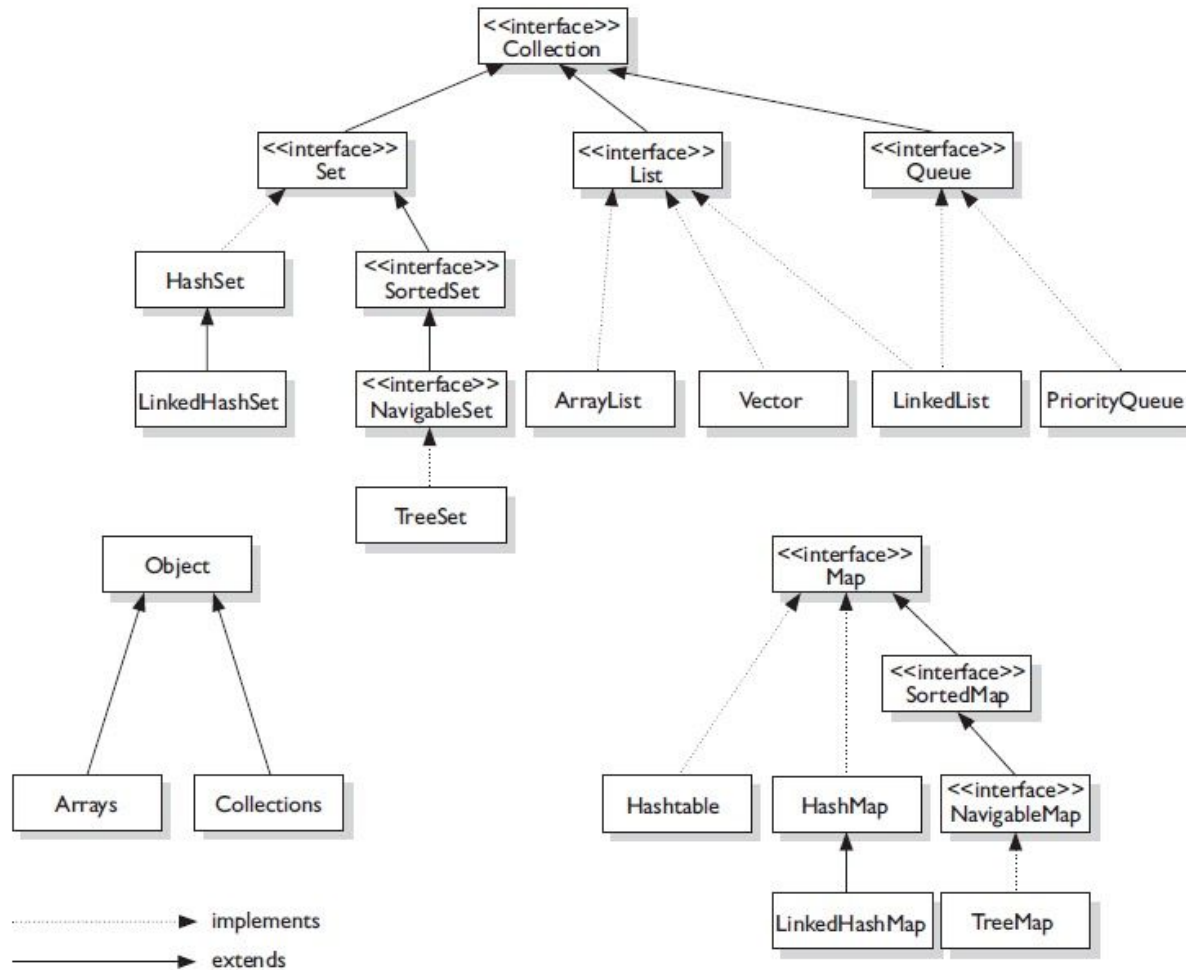 <<interface>>
Collection
<<interface>>
Set
<<interface>>
List
<<interface>>
Queue
HashSet
<<interface>>
SortedSet
LinkedHashSet
<<interface>>
NavigableSet
ArrayList
Vector
LinkedList
PriorityQueue
TreeSet
Object
<<interface>>
Map
<<interface>>
SortedMap
Arrays
Collections
Hashtable
HashMap
<<interface>>
NavigableMap
LinkedHashMap
TreeMap
implements
extends